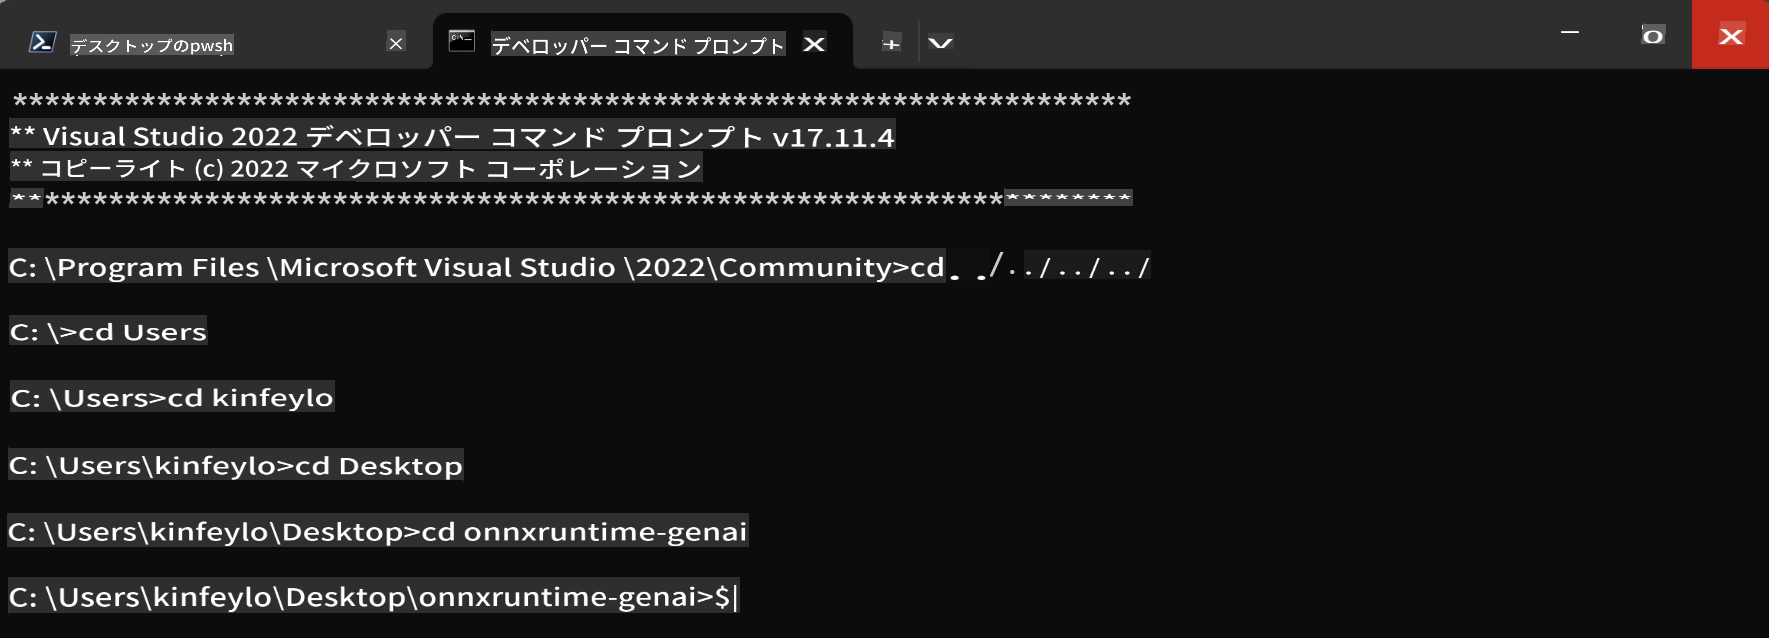 デスクトップのpwsh
デベロッパー コマンド プロンプト
**********************************************************************
** Visual Studio 2022 デベロッパー コマンド プロンプト v17.11.4
** コピーライト (c) 2022 マイクロソフト コーポレーション
**********************************************************************
C: \Program Files \Microsoft Visual Studio \2022\Community>cd../../../../
C: \>cd Users
C: \Users>cd kinfeylo
C: \Users\kinfeylo>cd Desktop
C: \Users\kinfeylo\Desktop>cd onnxruntime-genai
C: \Users\kinfeylo\Desktop\onnxruntime-genai>$|